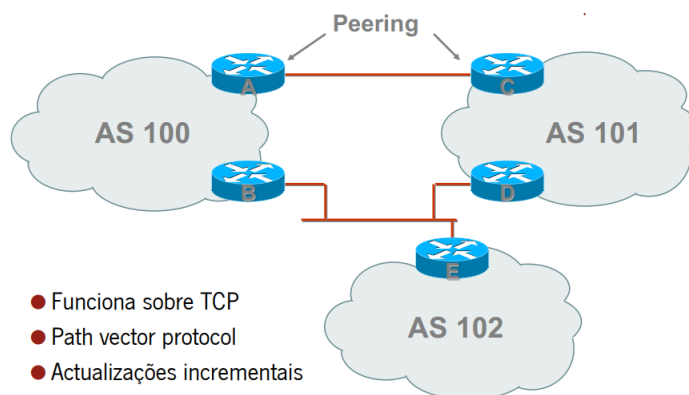 Peering
A
C
AS 100
AS 101
B
D
E
AS 102
Funciona sobre TCP
Path vector protocol
Actualizações incrementais